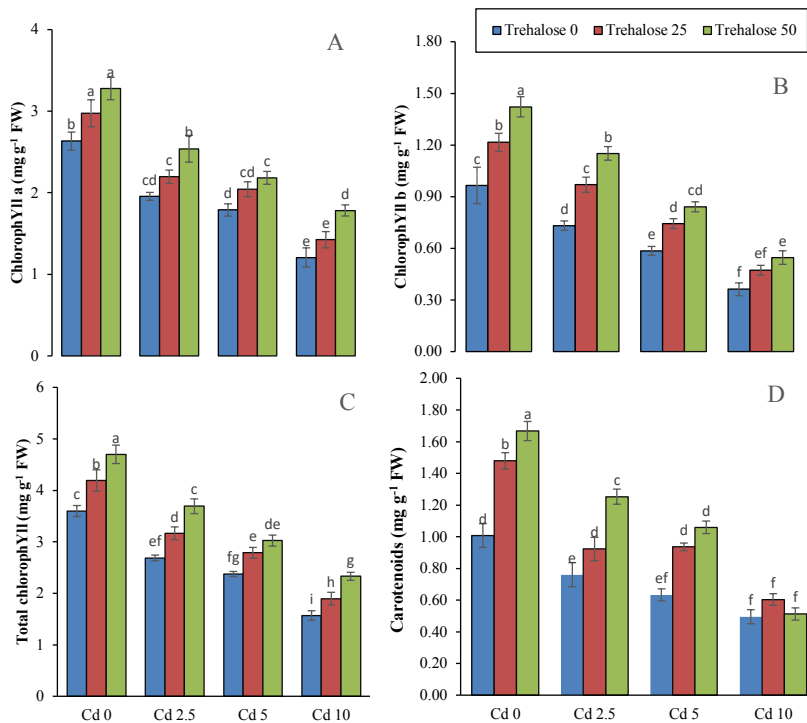 Trehalose 0 Trehalose 25 Trehalose 50
A
ChlorophYll a (mg g⁻¹ FW)
4
3
2
1
4
b a a
cd c b
d cd c
e e d
B
ChlorophYll b (mg g⁻¹ FW)
1.80
1.50
1.20
0.90
0.60
0.30
0.00
c b a
d c b
d d cd
f ef e
C
Total chlorophYll (mg g⁻¹ FW)
6
5
4
3
2
1
0
c b a
ef d c
fg e de
i h g
Cd 0 Cd 2.5 Cd 5 Cd 10
D
Carotenoids (mg g⁻¹ FW)
2.00
1.80
1.60
1.40
1.20
1.00
0.80
0.60
0.40
0.20
0.00
d b a
e d c
ef d d
f f f
Cd 0 Cd 2.5 Cd 5 Cd 10